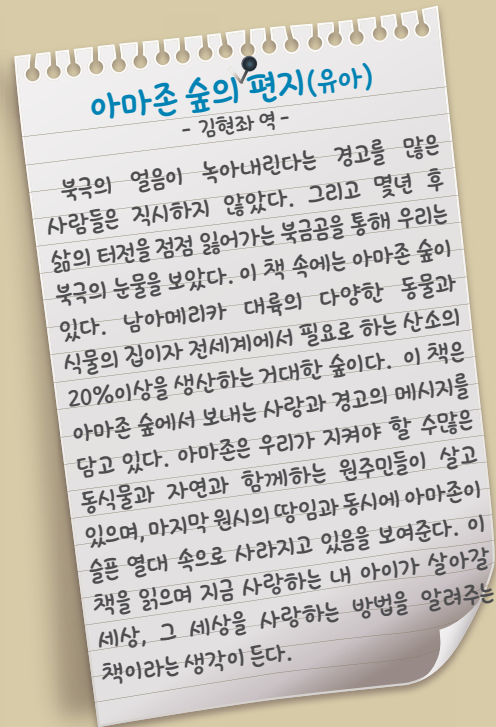 아마존 숲의 편지(유아)
- 김현좌 역 -
북극의 얼음이 녹아내린다는 경고를 많은
사람들은 직시하지 않았다. 그리고 몇년 후
삶의 터전을 점점 잃어가는 북금곰을 통해 우리는
북극의 눈물을 보았다. 이 책 속에는 아마존 숲이
있다. 남아메리카 대륙의 다양한 동물과
식물의 집이자 전세계에서 필요로 하는 산소의
20%이상을 생산하는 거대한 숲이다. 이 책은
아마존 숲에서 보내는 사랑과 경고의 메시지를
담고 있다. 아마존은 우리가 지켜야 할 수많은
동식물과 자연과 함께하는 원주민들이 살고
있으며, 마지막 원시의 땅임과 동시에 아마존이
슬픈 열대 속으로 사라지고 있음을 보여준다. 이
책을 읽으며 지금 사랑하는 내 아이가 살아갈
세상, 그 세상을 사랑하는 방법을 알려주는
책이라는 생각이 든다.